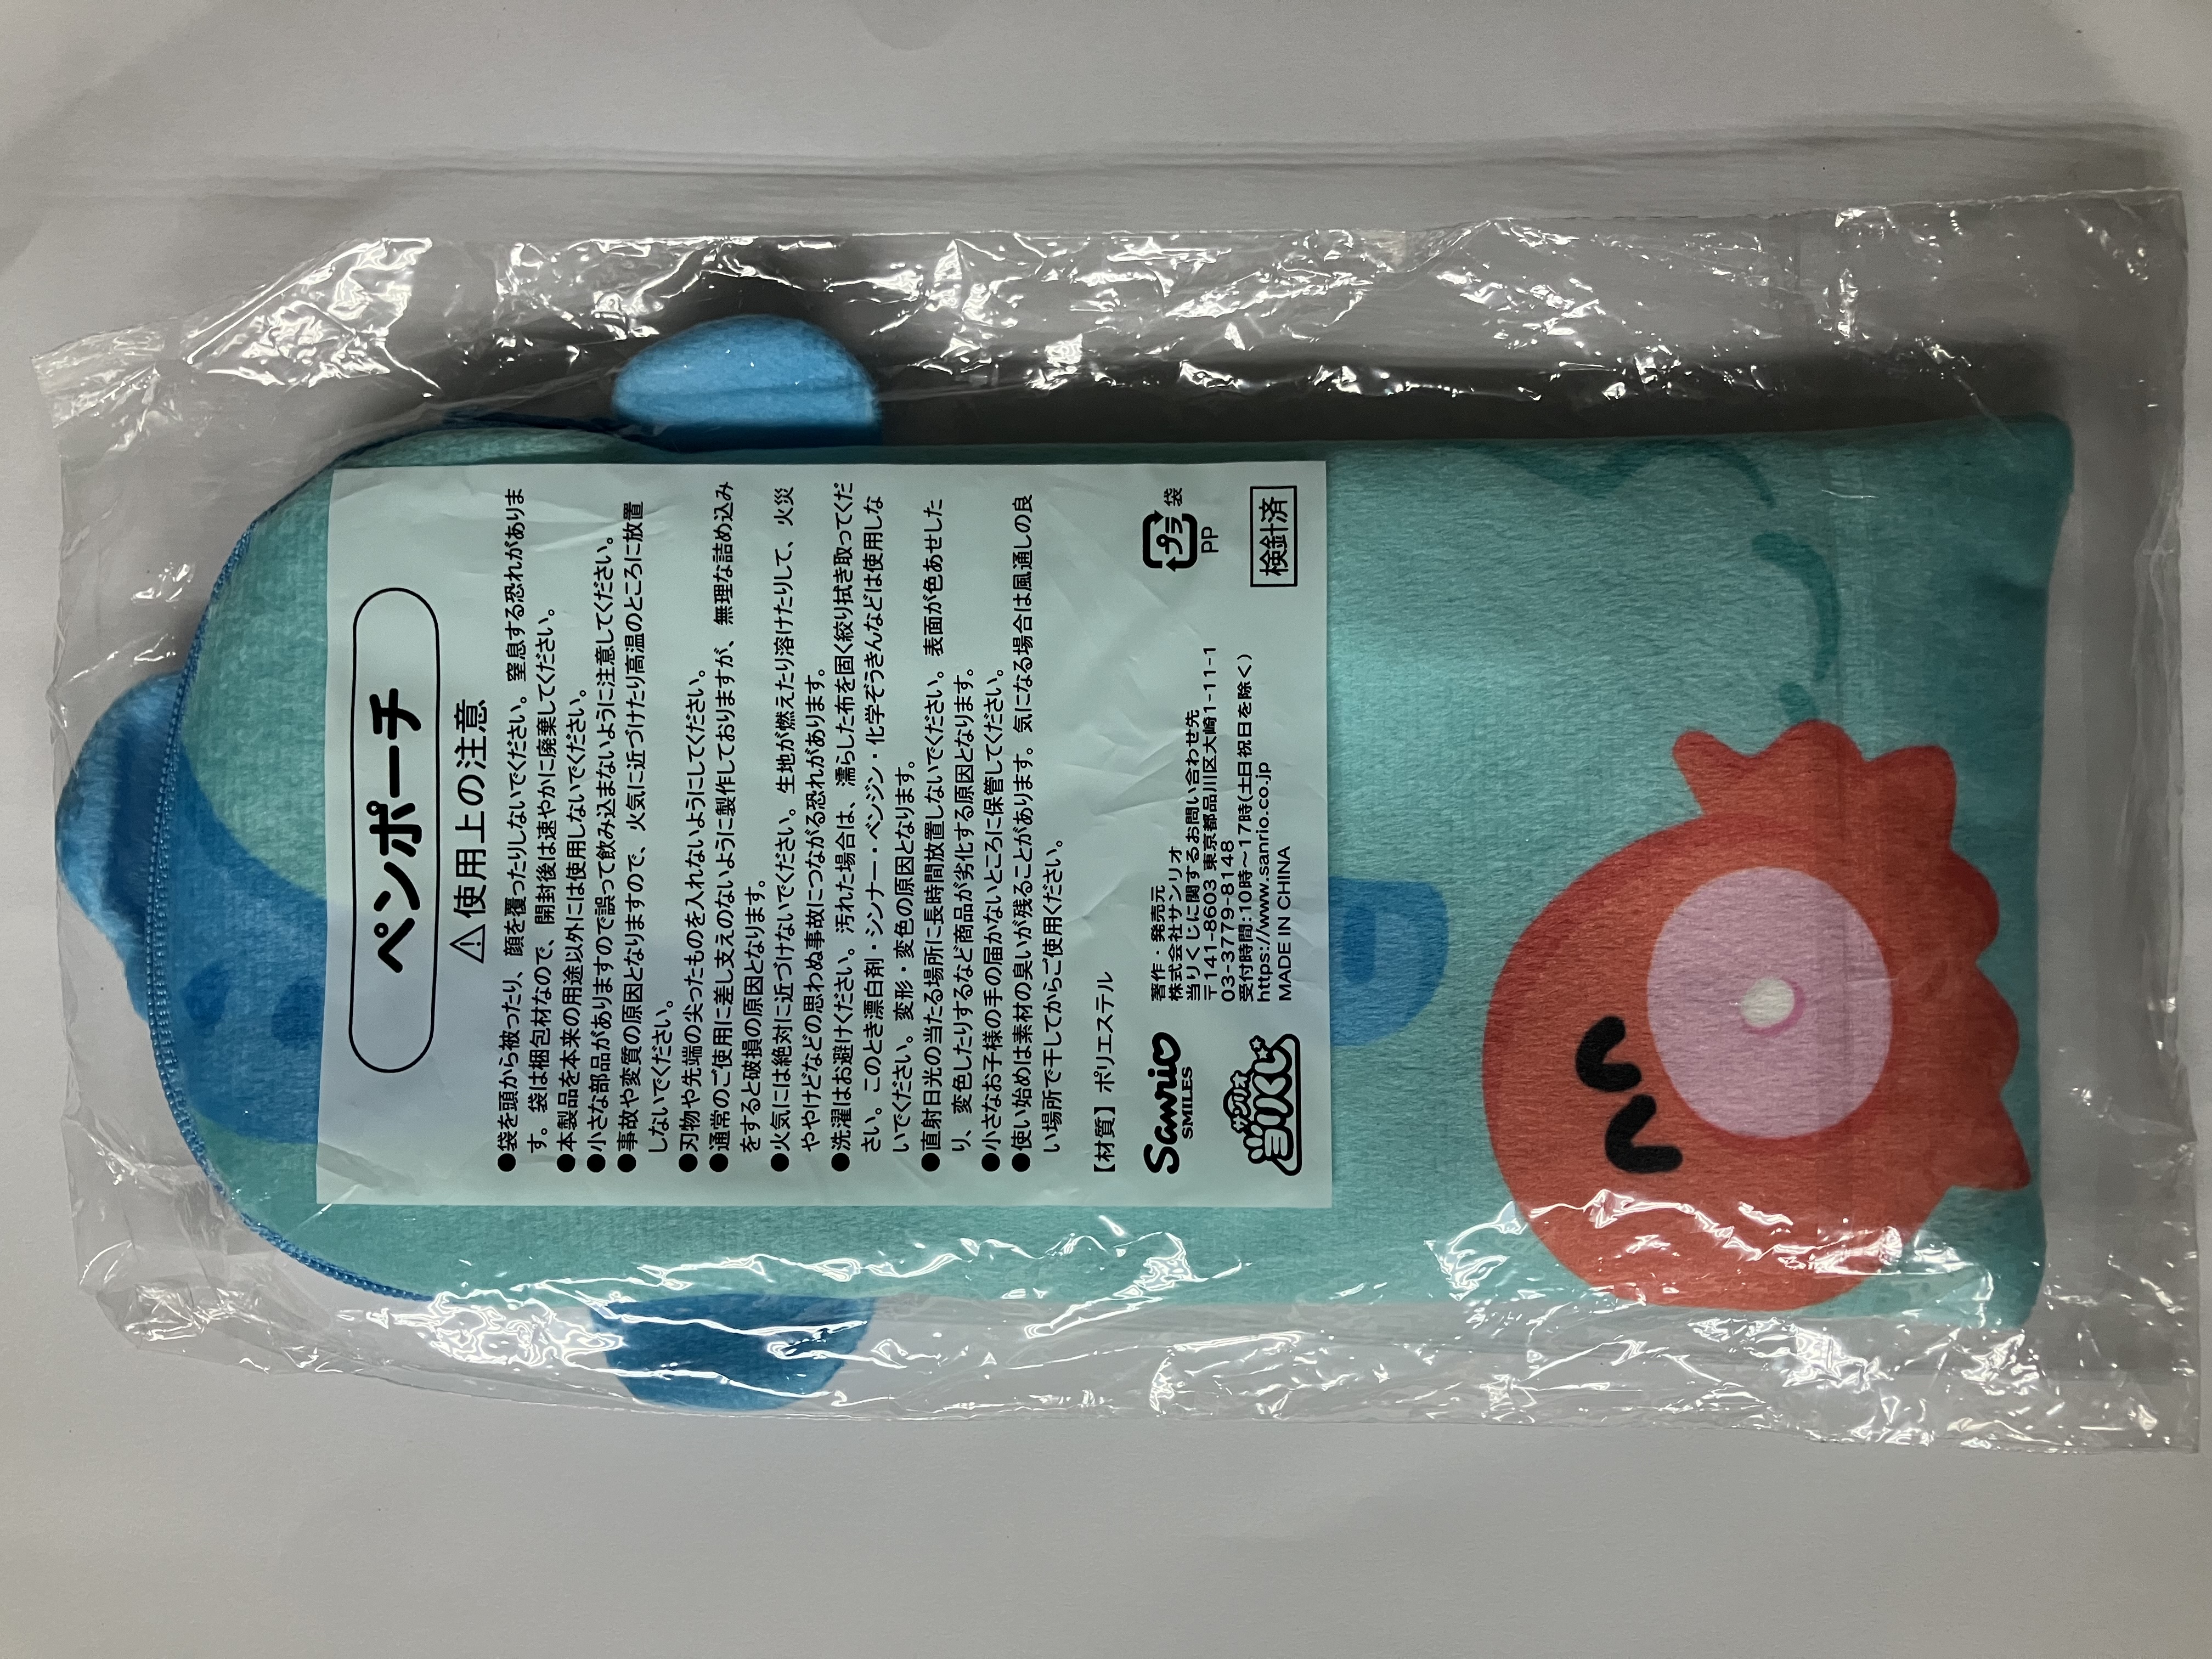 ペンポーチ
⚠使用上の注意
●袋を頭から被ったり、顔を覆ったりしないでください。窒息する恐れがありま
す。袋は梱包材なので、開封後は速やかに廃棄してください。
●本製品を本来の用途以外には使用しないでください。
●小さな部品がありますので誤って飲み込まないように注意してください。
●事故や変質の原因となりますので、火気に近づけたり高温のところに放置
しないでください。
●刃物や先端の尖ったものを入れないようにしてください。
●通常のご使用に差し支えのないように製作しておりますが、無理な詰め込み
をすると破損の原因となります。
●火気には絶対に近づけないでください。生地が燃えたり溶けたりして、火災
ややけどなどの思わぬ事故につながる恐れがあります。
●洗濯はお避けください。汚れた場合は、濡らした布を固く絞り拭き取ってくだ
さい。このとき漂白剤・シンナー・ベンジン・化学ぞうきんなどは使用しな
いでください。変形・変色の原因となります。
●直射日光の当たる場所に長時間放置しないでください。表面が色あせした
り、変色したりするなど商品が劣化する原因となります。
●小さなお子様の手の届かないところに保管してください。
●使い始めは素材の臭いが残ることがあります。気になる場合は風通しの良
い場所で干してからご使用ください。
【材質】ポリエステル
Sanrio
SMILES
サンリオ
当りくじ
著作・発売元
株式会社サンリオ
当りくじに関するお問い合わせ先
〒141-8603 東京都品川区大崎1-11-1
03-3779-8148
受付時間:10時～17時(土日祝日を除く)
https://www.sanrio.co.jp
MADE IN CHINA
プラ
袋
PP
検針済